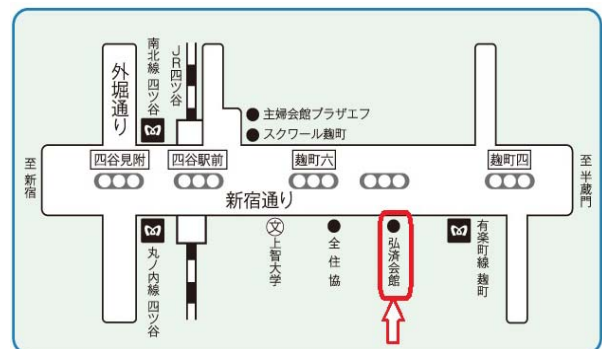 南北線 四ツ谷
JR四ツ谷
外堀通り
主婦会館プラザエフ
スクワール麹町
至 新宿
四谷見附
四谷駅前
麹町六
麹町四
至 半蔵門
新宿通り
丸ノ内線 四ツ谷
文
上智大学
全住協
弘済会館
有楽町線 麹町